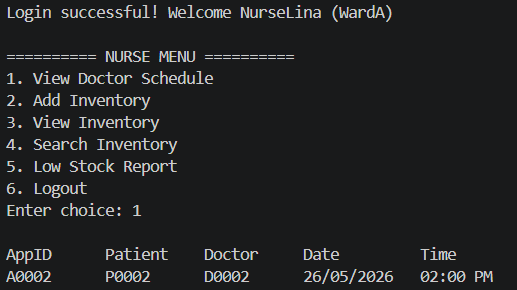 Login successful! Welcome NurseLina (WardA)
========== NURSE MENU ==========
1. View Doctor Schedule
2. Add Inventory
3. View Inventory
4. Search Inventory
5. Low Stock Report
6. Logout
Enter choice: 1
AppID Patient Doctor Date Time
A0002 P0002 D0002 26/05/2026 02:00 PM